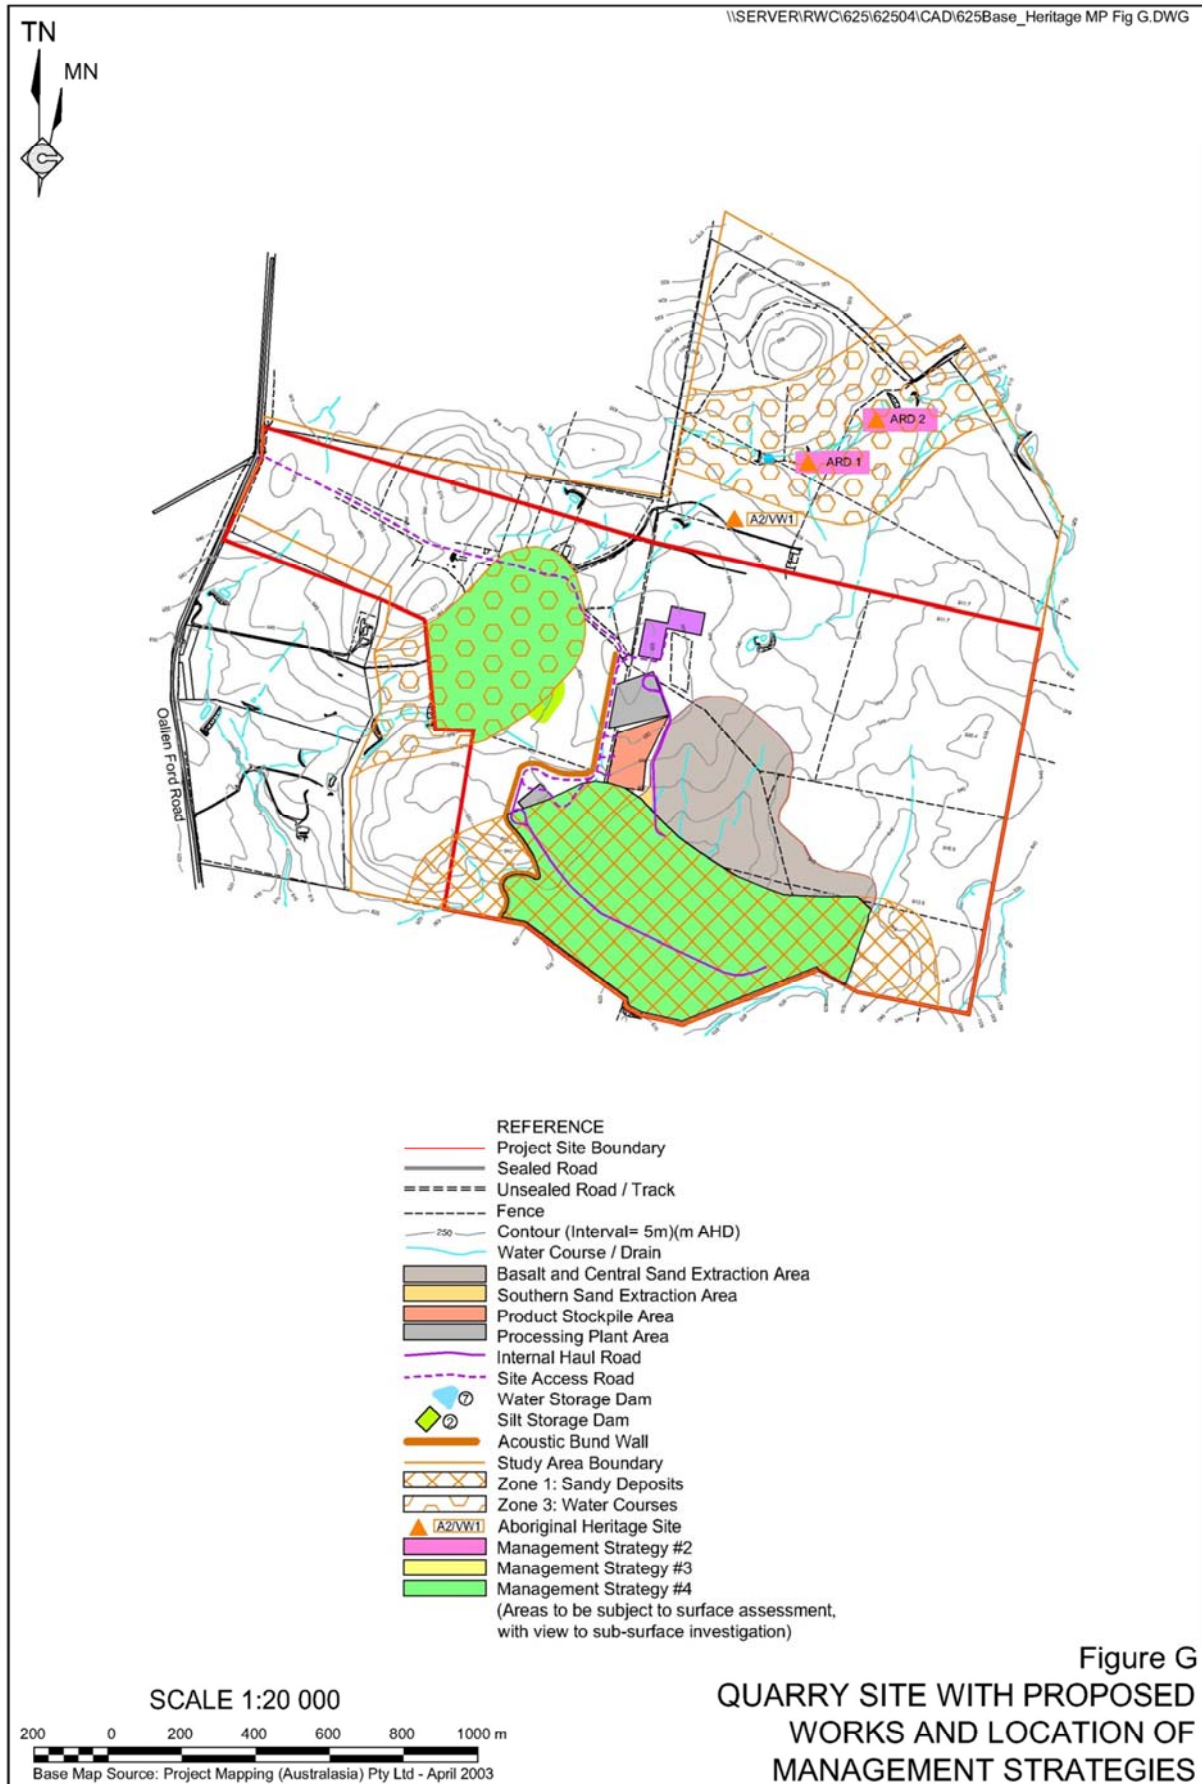 \\SERVER\RWC\625\62504\CAD\625Base_Heritage MP Fig G.DWG
TN
MN
ARD 2
ARD 1
A2/VW1
Oallen Ford Road
REFERENCE
Project Site Boundary
Sealed Road
Unsealed Road / Track
Fence
250
Contour (Interval= 5m)(m AHD)
Water Course / Drain
Basalt and Central Sand Extraction Area
Southern Sand Extraction Area
Product Stockpile Area
Processing Plant Area
Internal Haul Road
Site Access Road
7 Water Storage Dam
2 Silt Storage Dam
Acoustic Bund Wall
Study Area Boundary
Zone 1: Sandy Deposits
Zone 3: Water Courses
A2/VW1 Aboriginal Heritage Site
Management Strategy #2
Management Strategy #3
Management Strategy #4
(Areas to be subject to surface assessment,
with view to sub-surface investigation)
Figure G
QUARRY SITE WITH PROPOSED
WORKS AND LOCATION OF
MANAGEMENT STRATEGIES
SCALE 1:20 000
200 0 200 400 600 800 1000 m
Base Map Source: Project Mapping (Australasia) Pty Ltd - April 2003